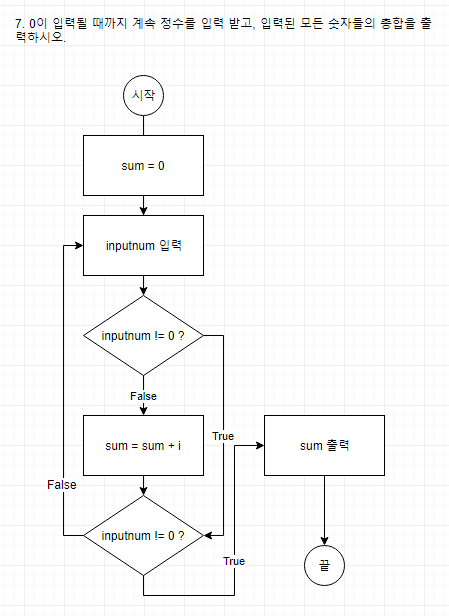 7. 0이 입력될 때까지 계속 정수를 입력 받고, 입력된 모든 숫자들의 총합을 출
력하시오.
시작
sum = 0
inputnum 입력
inputnum != 0 ?
False
sum = sum + i
True
sum 출력
False
inputnum != 0 ?
True
끝